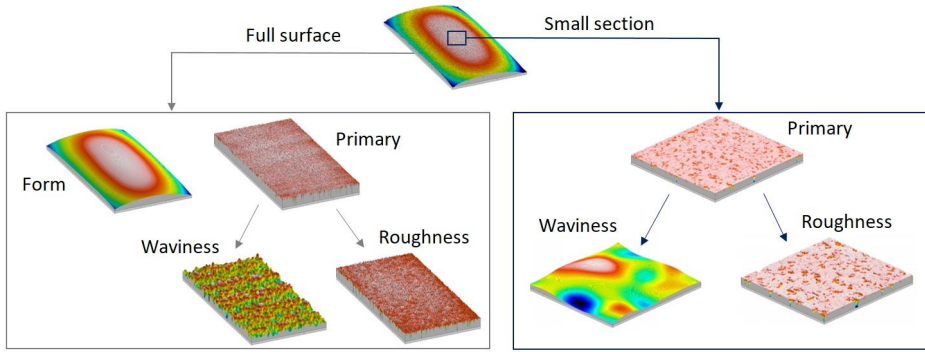 Full surface
Small section
Form
Primary
Waviness
Roughness
Primary
Waviness
Roughness